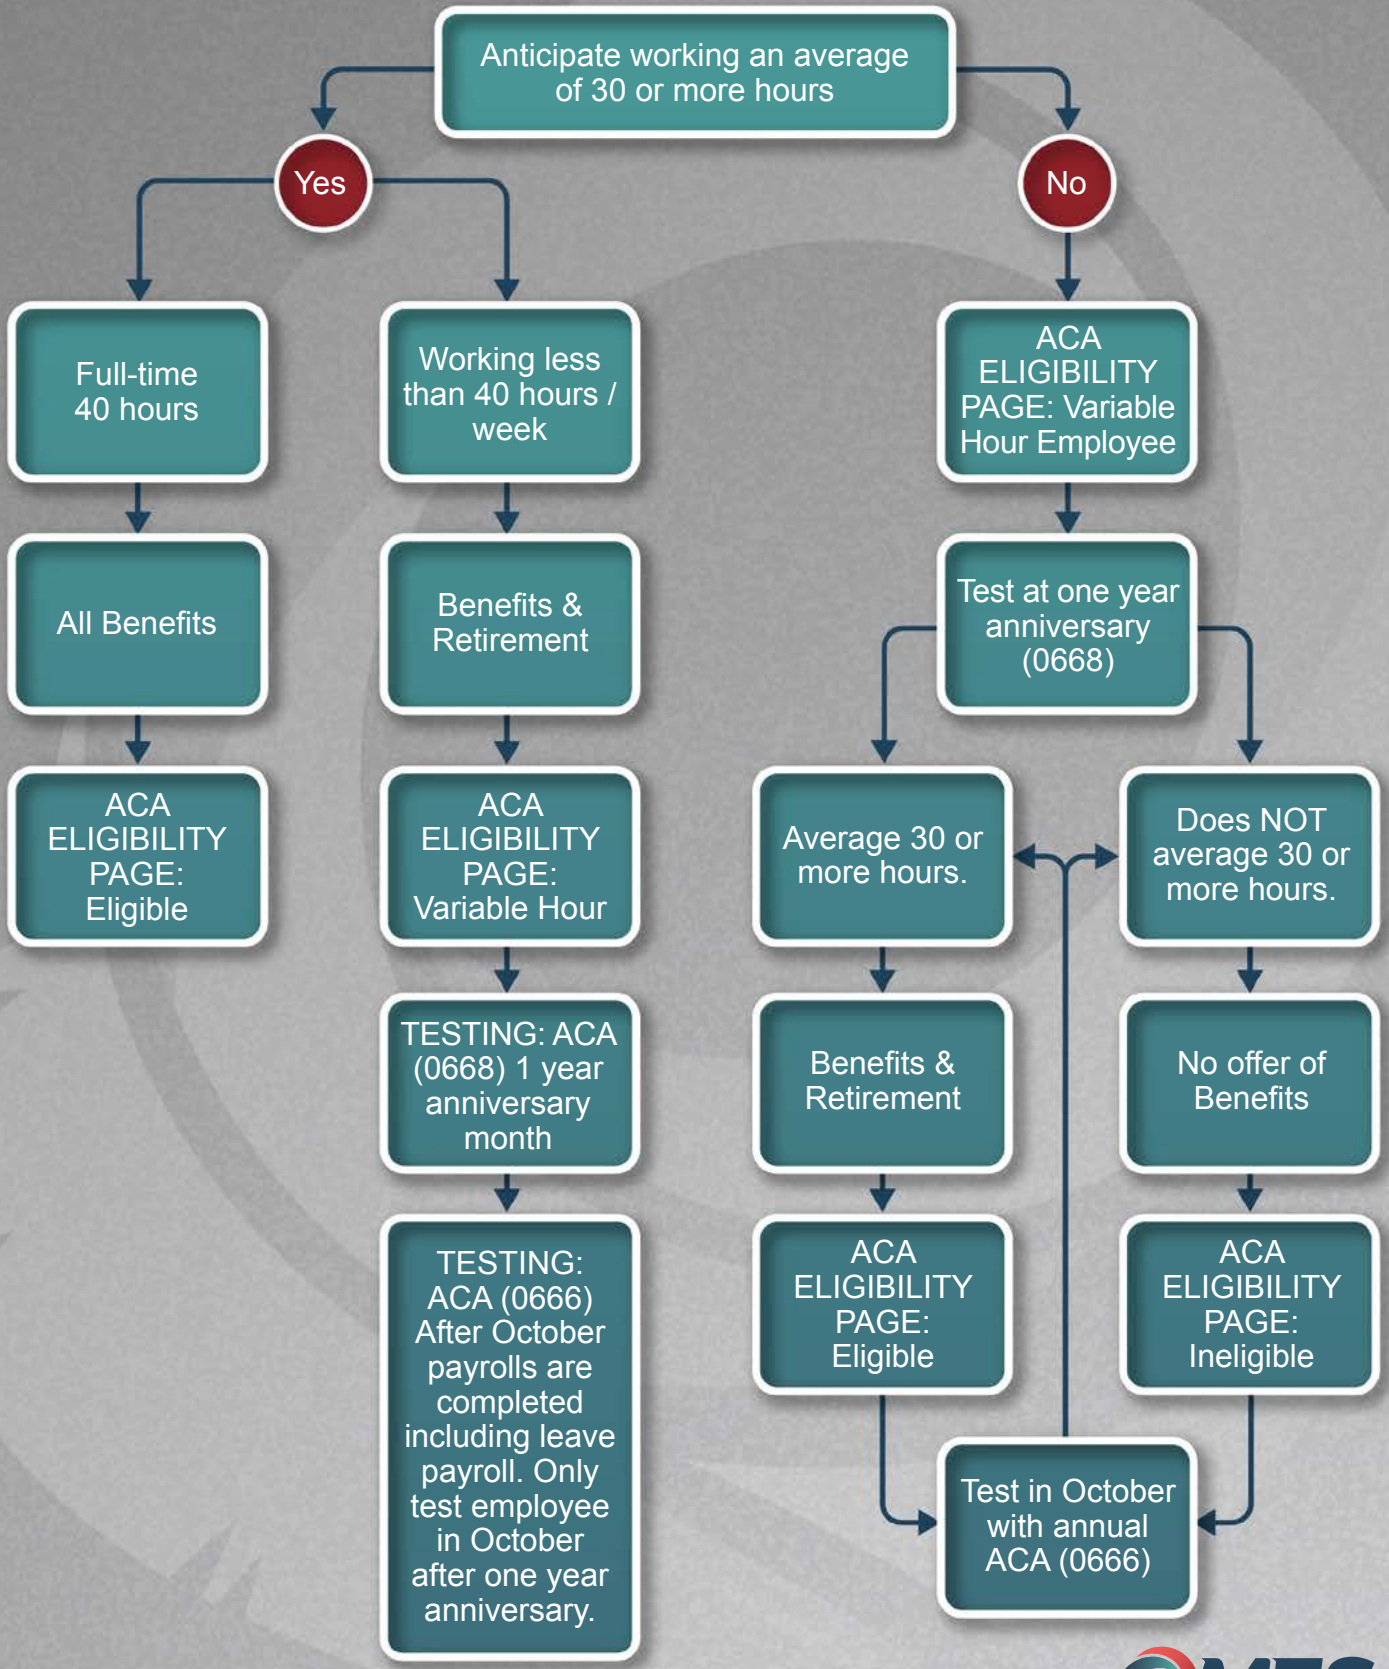 Anticipate working an average
of 30 or more hours
Yes
No
Full-time
40 hours
Working less
than 40 hours /
week
ACA
ELIGIBILITY
PAGE: Variable
Hour Employee
All Benefits
Benefits &
Retirement
Test at one year
anniversary
(0668)
ACA
ELIGIBILITY
PAGE:
Eligible
ACA
ELIGIBILITY
PAGE:
Variable Hour
Average 30 or
more hours.
Does NOT
average 30 or
more hours.
TESTING: ACA
(0668) 1 year
anniversary
month
Benefits &
Retirement
No offer of
Benefits
TESTING:
ACA (0666)
After October
payrolls are
completed
including leave
payroll. Only
test employee
in October
after one year
anniversary.
ACA
ELIGIBILITY
PAGE:
Eligible
ACA
ELIGIBILITY
PAGE:
Ineligible
Test in October
with annual
ACA (0666)